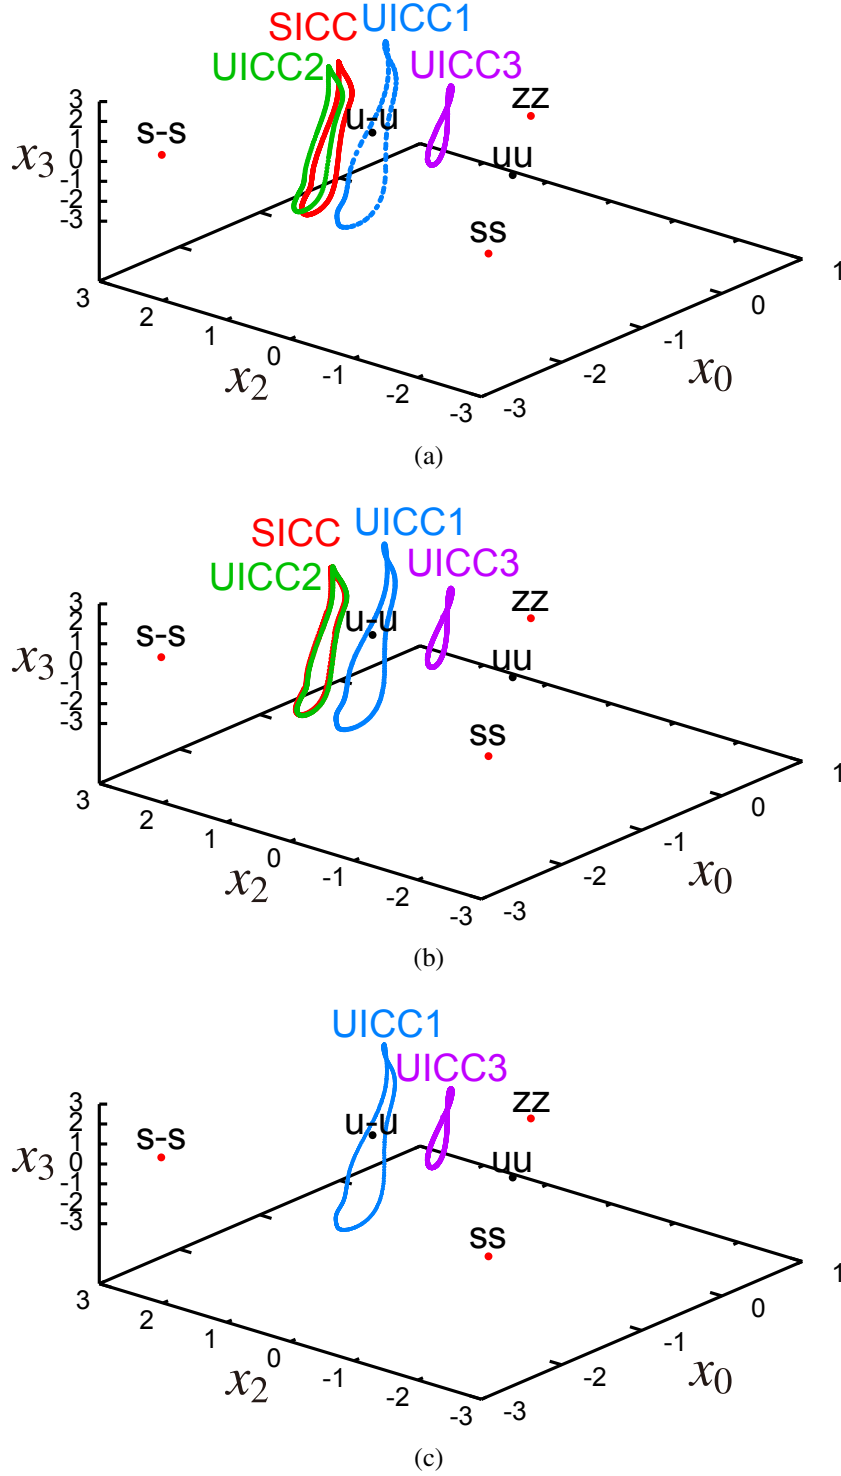 SICC UICC1
UICC2 UICC3
zz
u-u
s-s
uu
ss
x3
3
2
1
0
-1
-2
-3
3 2 1 0 -1 -2 -3
x2
-3 -2 -1 0 1
x0
(a)
UICC1
SICC
UICC2 UICC3
zz
u-u
s-s
uu
ss
x3
3
2
1
0
-1
-2
-3
3 2 1 0 -1 -2 -3
x2
-3 -2 -1 0 1
x0
(b)
UICC1
UICC3
zz
u-u
s-s
uu
ss
x3
3
2
1
0
-1
-2
-3
3 2 1 0 -1 -2 -3
x2
-3 -2 -1 0 1
x0
(c)